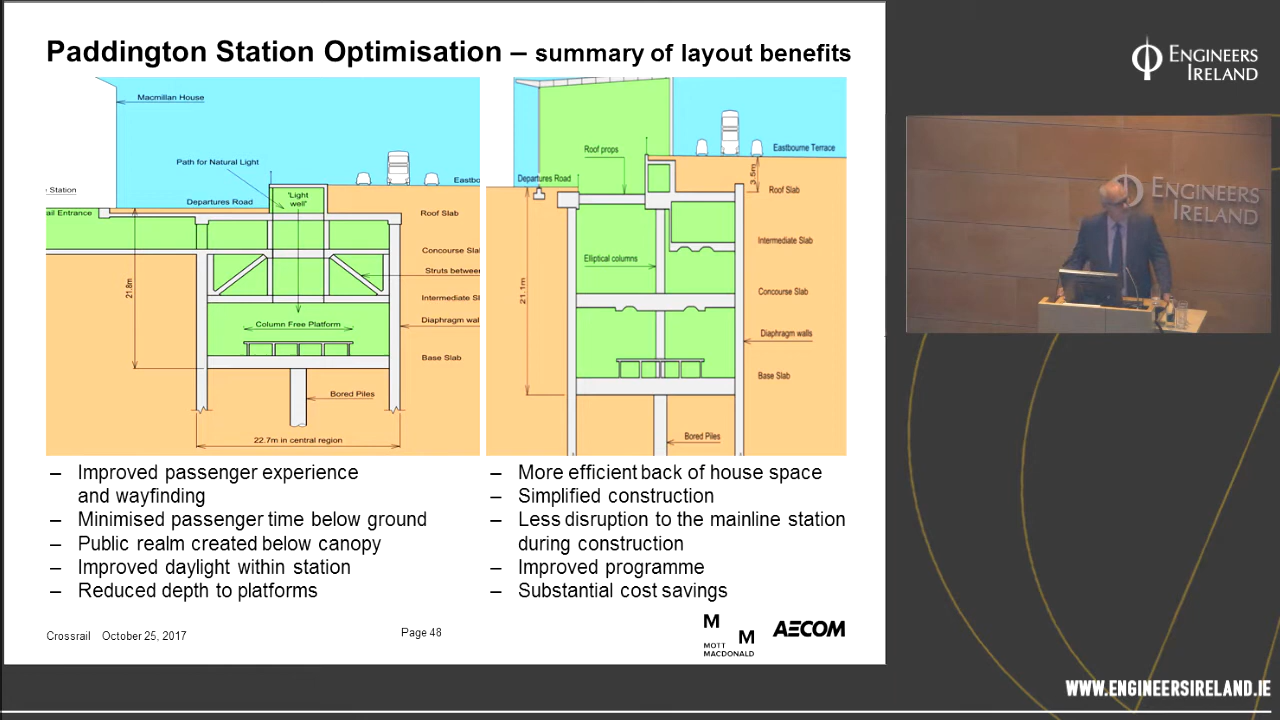 Paddington Station Optimisation – summary of layout benefits
Macmillan House
Path for Natural Light
Station
Departures Road
'Light
well'
Eastbo
ail Entrance
Roof Slab
Concourse Sla
Struts between
21.8m
Intermediate Sl
Column Free Platform
Diaphragm wal
Base Slab
Bored Piles
22.7m in central region
Roof props
Eastbourne Terrace
Departures Road
3.5m
Roof Slab
Intermediate Slab
Elliptical columns
21.1m
Concourse Slab
Diaphragm walls
Base Slab
Bored Piles
– Improved passenger experience
and wayfinding
– Minimised passenger time below ground
– Public realm created below canopy
– Improved daylight within station
– Reduced depth to platforms
– More efficient back of house space
– Simplified construction
– Less disruption to the mainline station
during construction
– Improved programme
– Substantial cost savings
Crossrail October 25, 2017
Page 48
M
M
MOTT
MACDONALD
AECOM
ENGINEERS
IRELAND
ENGINEERS
IRELAND
WWW.ENGINEERSIRELAND.IE